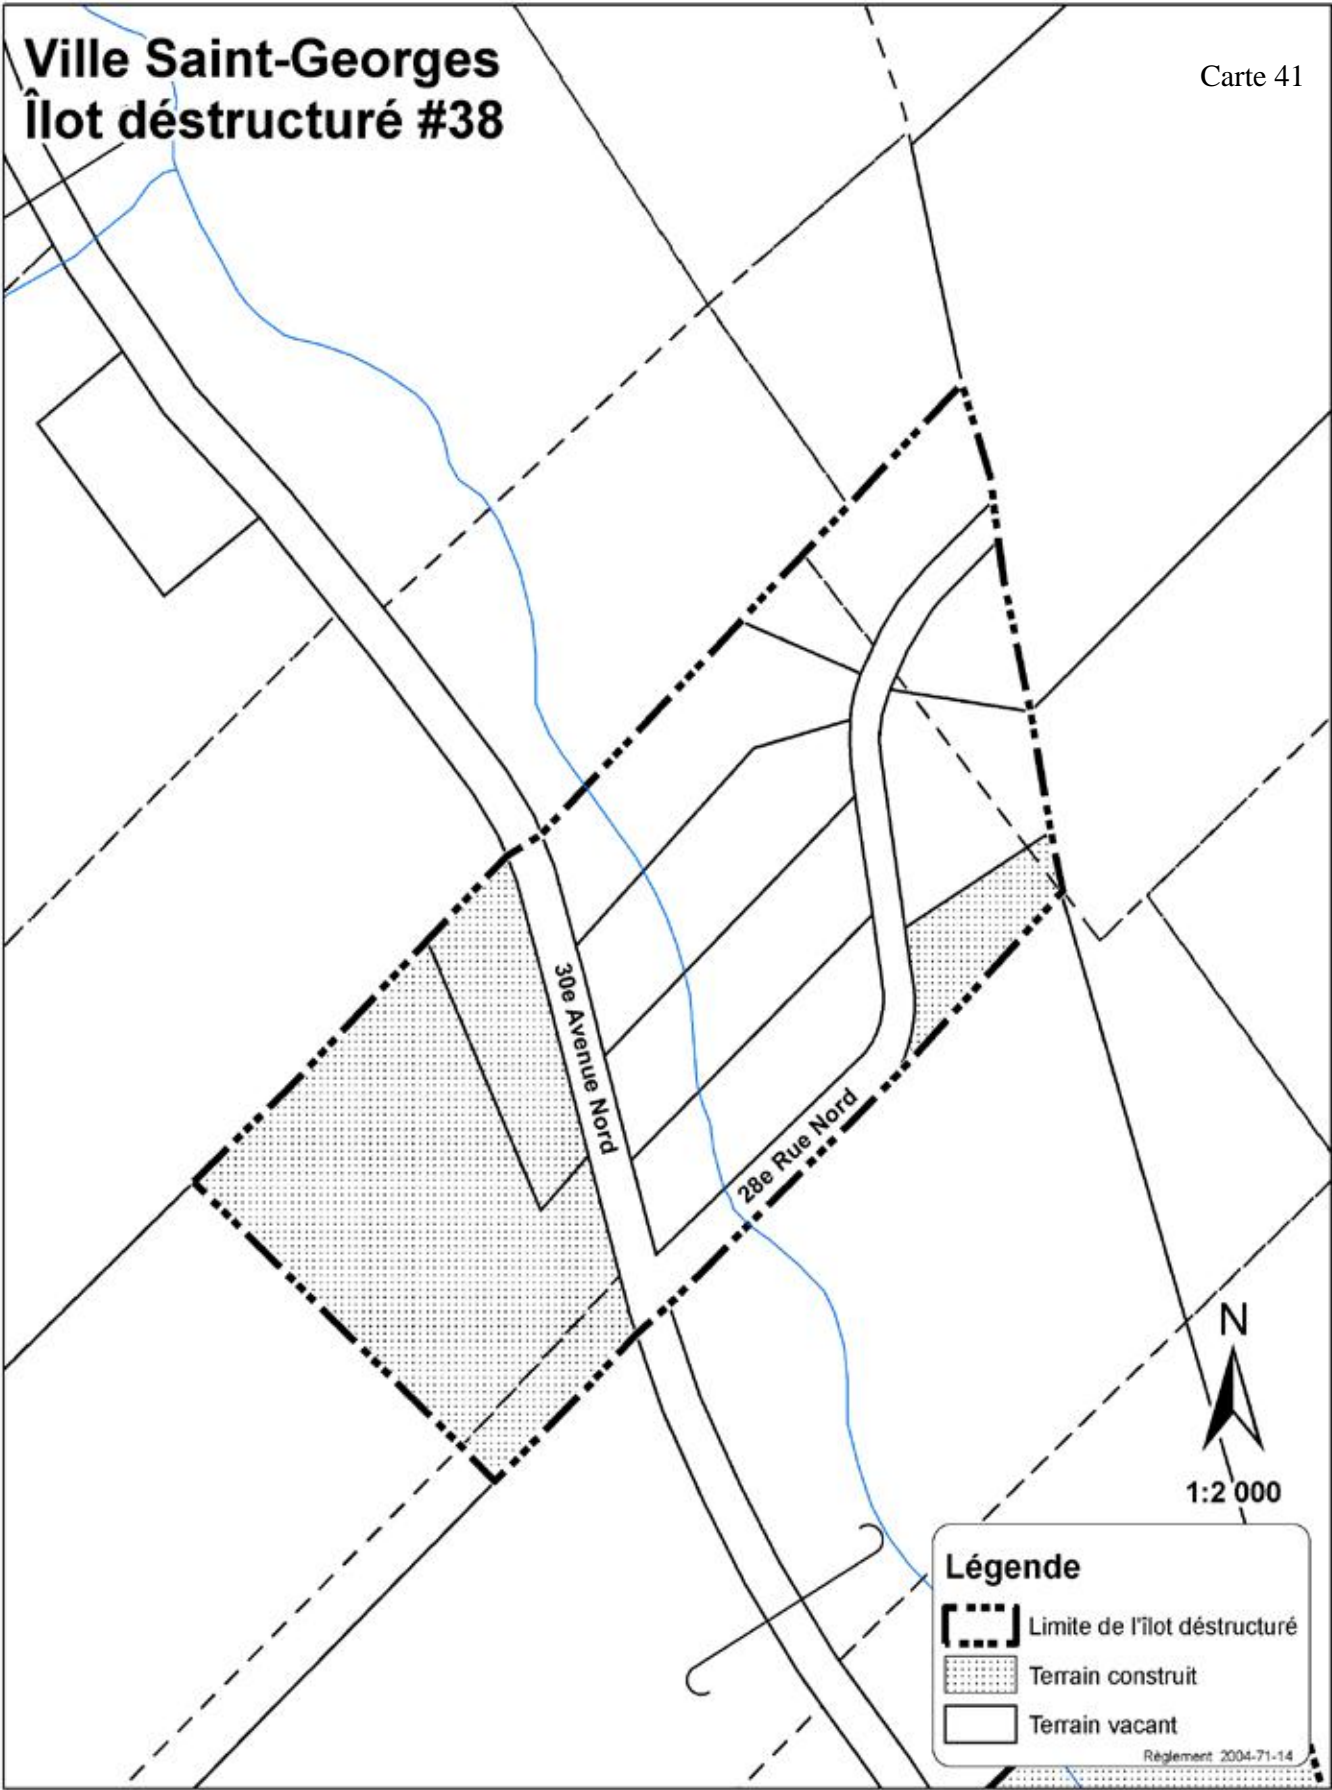 Ville Saint-Georges
Îlot déstructuré #38
Carte 41
30e Avenue Nord
28e Rue Nord
N
1:2 000
Légende
Limite de l'îlot déstructuré
Terrain construit
Terrain vacant
Règlement 2004-71-14